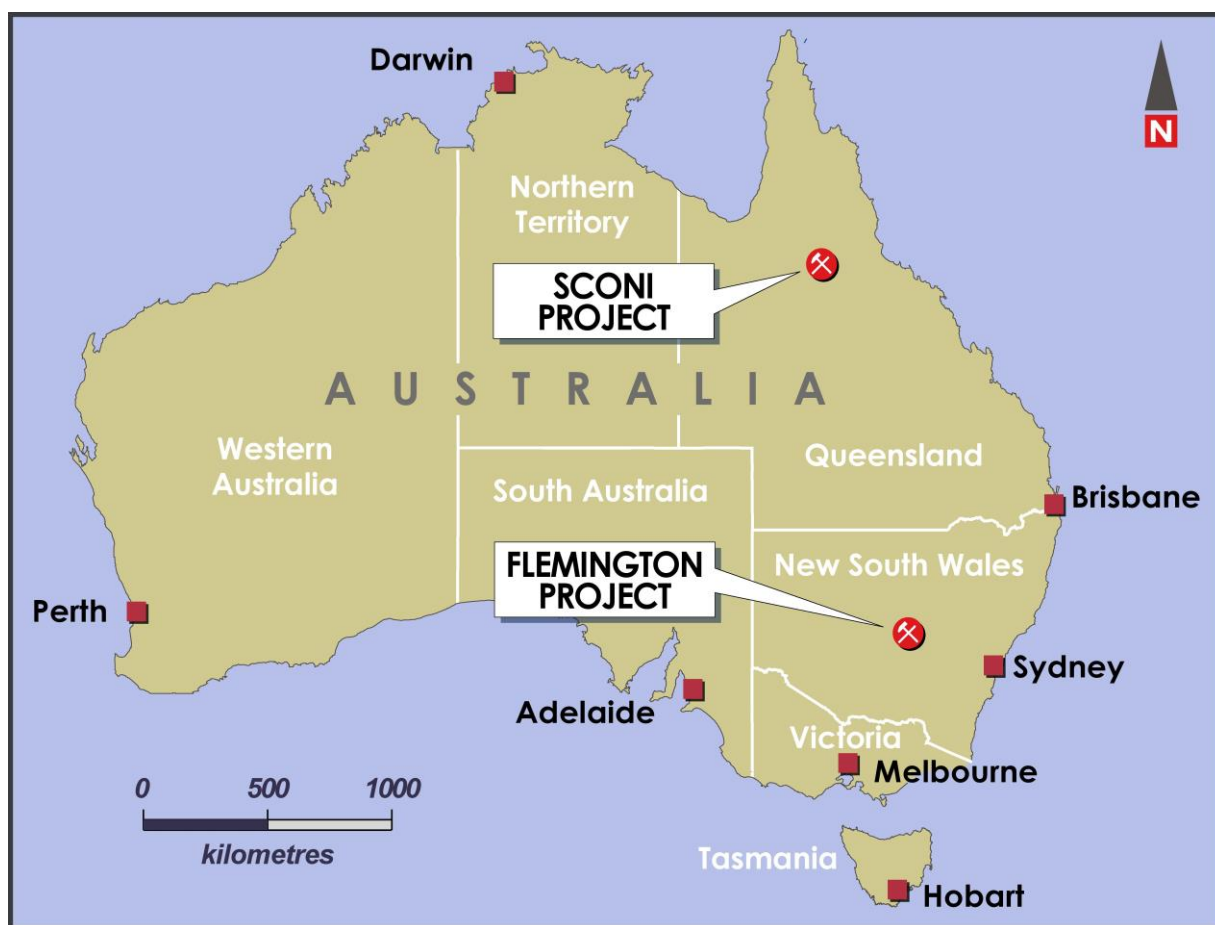 Darwin
N
Northern
Territory
SCONI
PROJECT
AUSTRALIA
Western
Australia
Queensland
South Australia
Brisbane
FLEMINGTON
PROJECT
New South Wales
Perth
Sydney
Adelaide
Victoria
Melbourne
0 500 1000
kilometres
Tasmania
Hobart